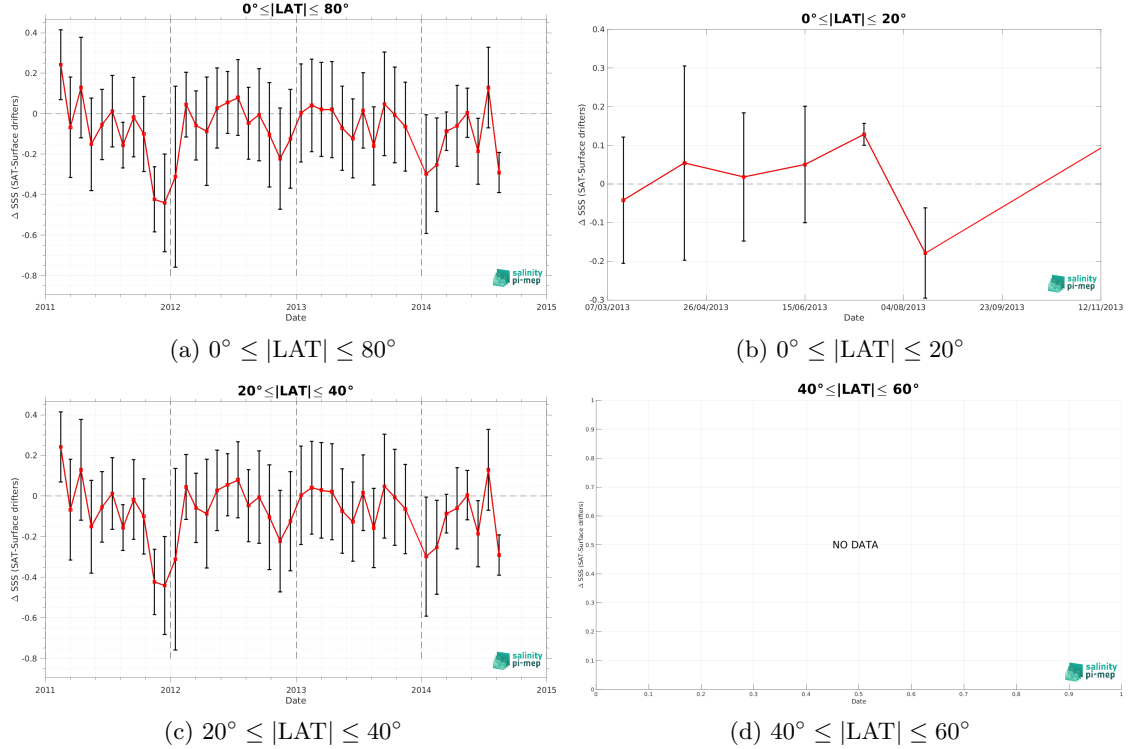 0°≤|LAT|≤ 80°
Δ SSS (SAT-Surface drifters)
0.4
0.2
0
-0.2
-0.4
-0.6
-0.8
2011
2012
2013
2014
2015
Date
salinity
pi-mep
(a) 0° ≤ |LAT| ≤ 80°
0°≤|LAT|≤ 20°
Δ SSS (SAT-Surface drifters)
0.4
0.3
0.2
0.1
0
-0.1
-0.2
-0.3
07/03/2013
26/04/2013
15/06/2013
04/08/2013
23/09/2013
12/11/2013
Date
salinity
pi-mep
(b) 0° ≤ |LAT| ≤ 20°
20°≤|LAT|≤ 40°
Δ SSS (SAT-Surface drifters)
0.4
0.2
0
-0.2
-0.4
-0.6
-0.8
2011
2012
2013
2014
2015
Date
salinity
pi-mep
(c) 20° ≤ |LAT| ≤ 40°
40°≤|LAT|≤ 60°
Δ SSS (SAT-Surface drifters)
1
0.9
0.8
0.7
0.6
0.5
0.4
0.3
0.2
0.1
0
NO DATA
0
0.1
0.2
0.3
0.4
0.5
0.6
0.7
0.8
0.9
1
Date
salinity
pi-mep
(d) 40° ≤ |LAT| ≤ 60°